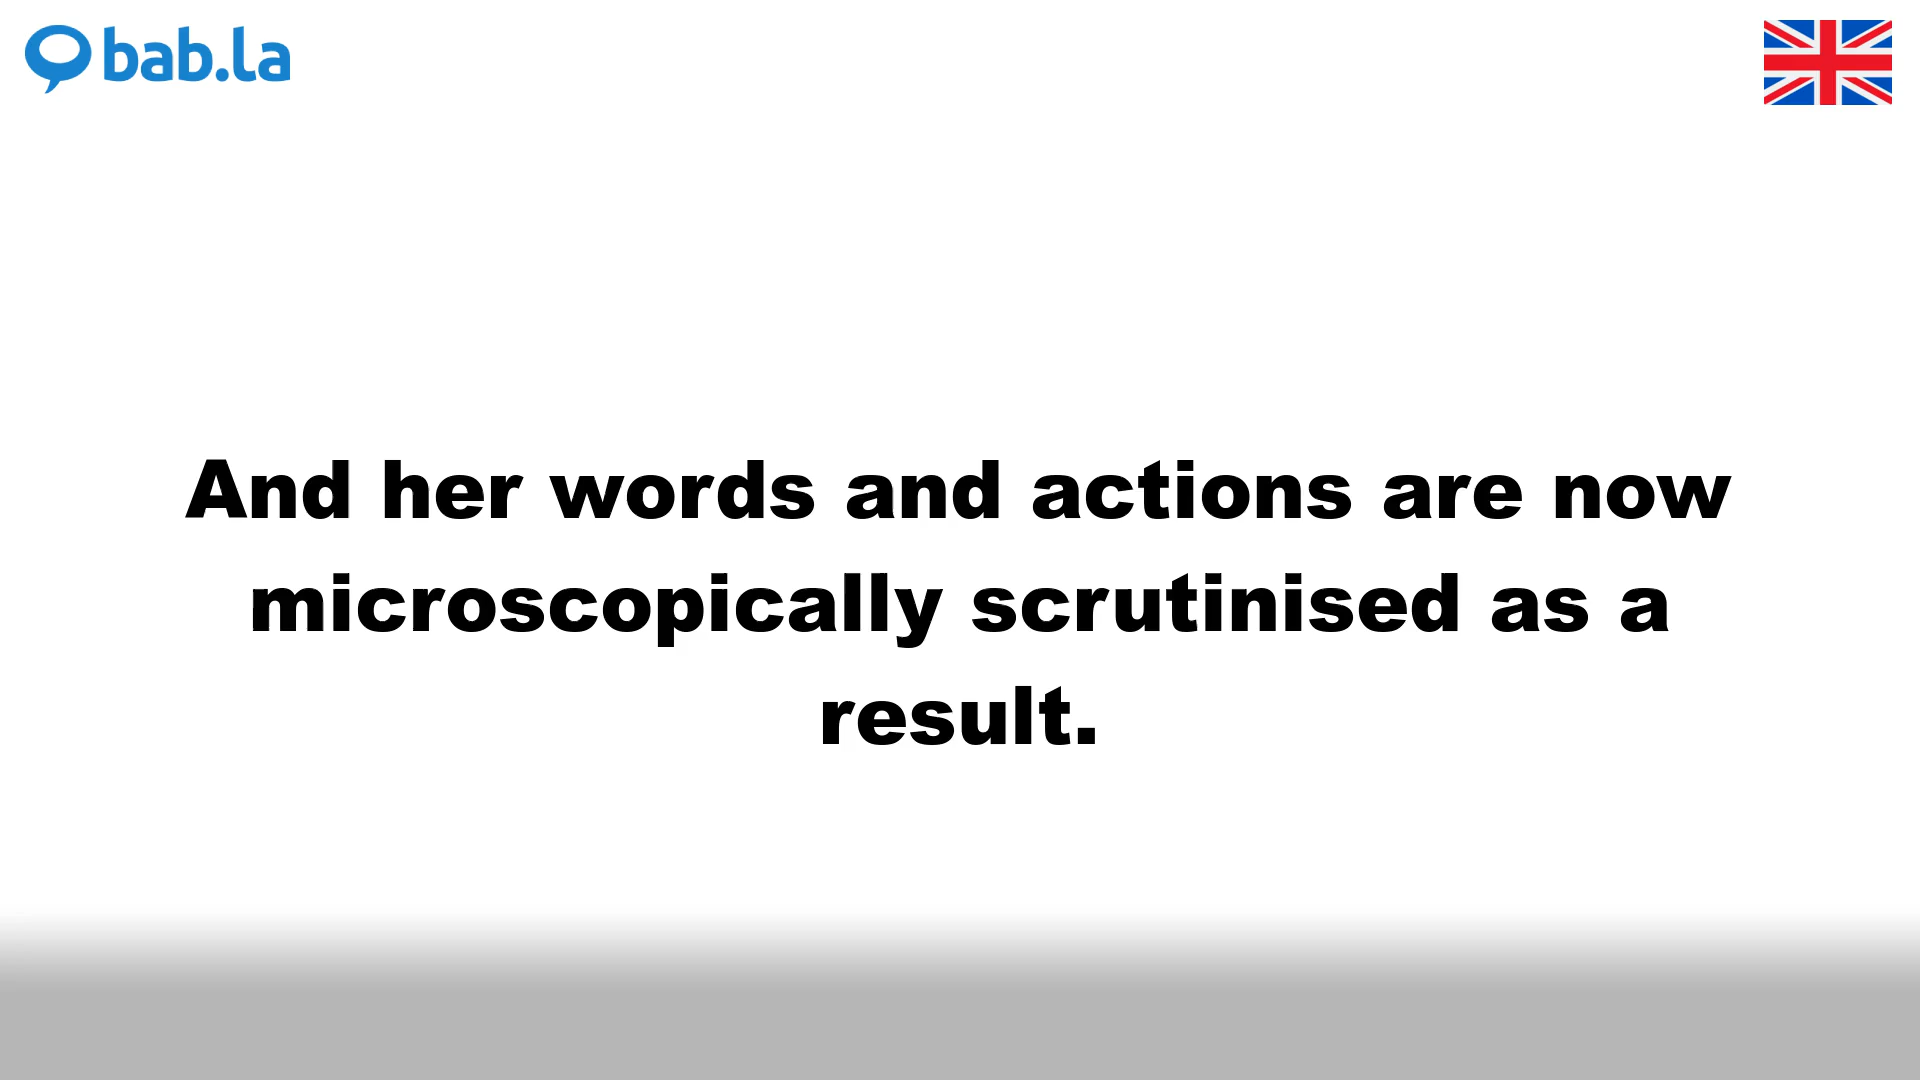 bab.la
And her words and actions are now
microscopically scrutinised as a
result.